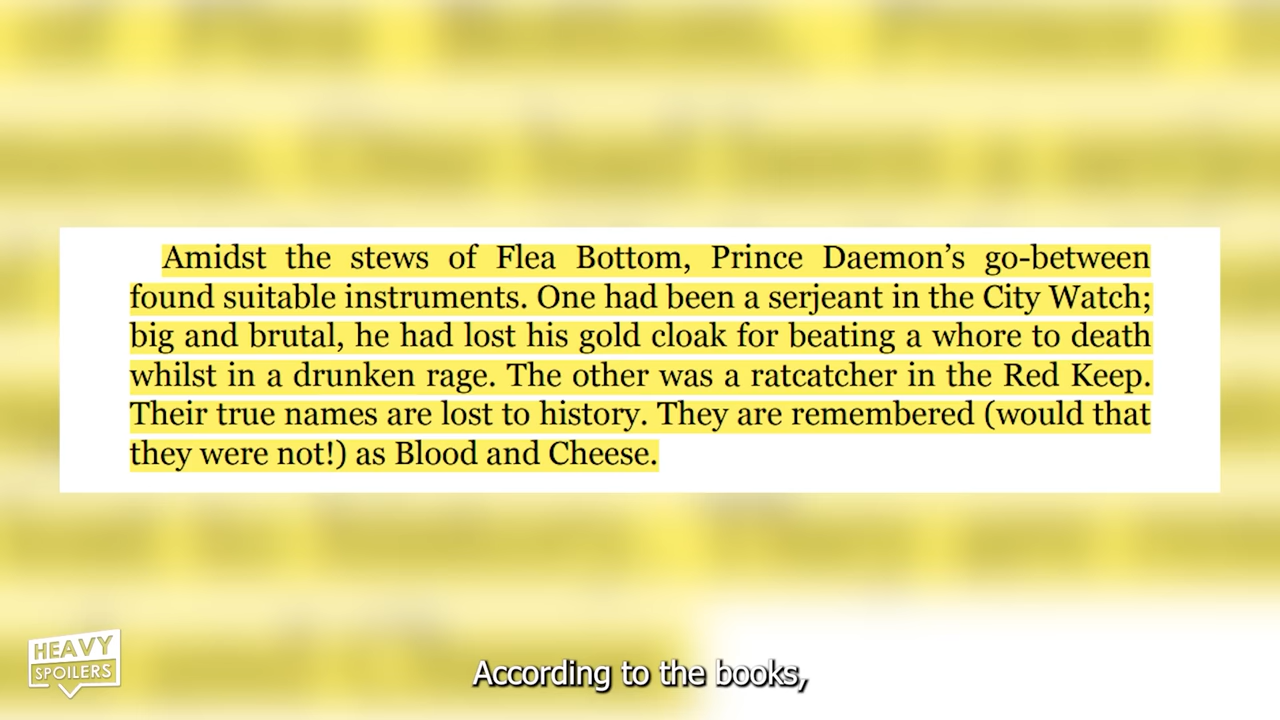 Amidst the stews of Flea Bottom, Prince Daemon’s go-between
found suitable instruments. One had been a serjeant in the City Watch;
big and brutal, he had lost his gold cloak for beating a whore to death
whilst in a drunken rage. The other was a ratcatcher in the Red Keep.
Their true names are lost to history. They are remembered (would that
they were not!) as Blood and Cheese.
HEAVY
SPOILERS
According to the books,